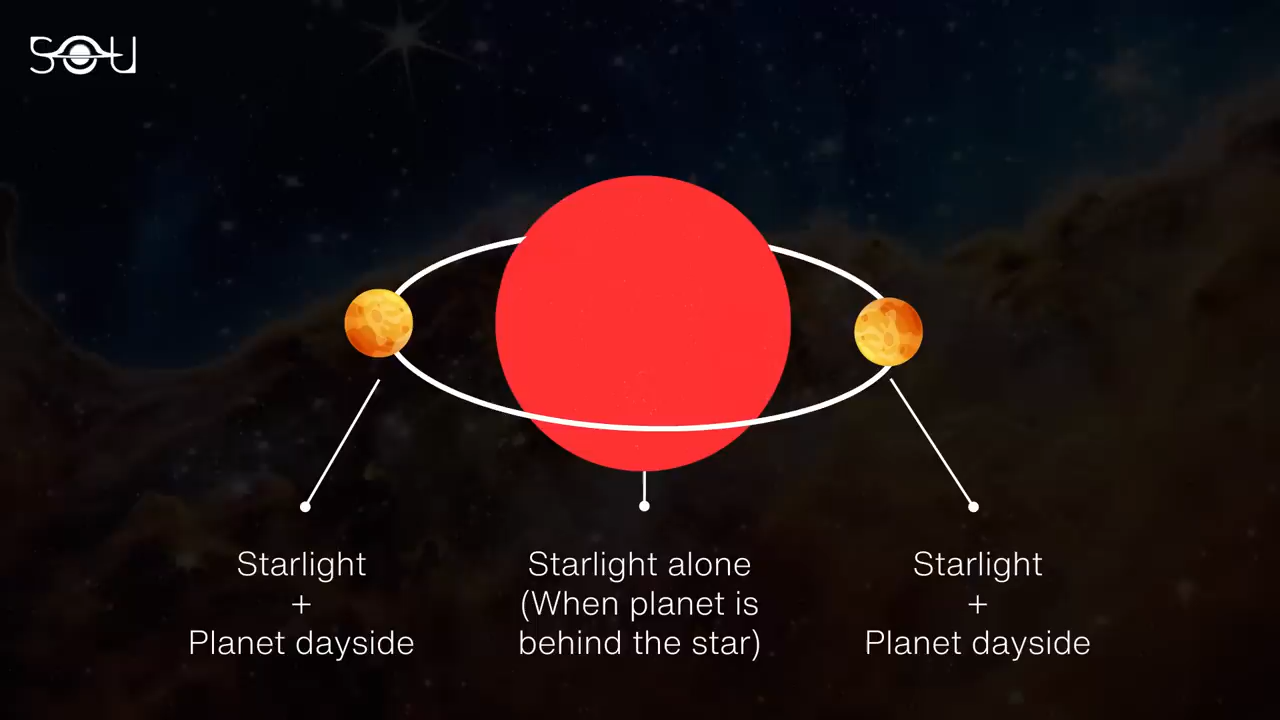 SOU
Starlight
+
Planet dayside
Starlight alone
(When planet is
behind the star)
Starlight
+
Planet dayside